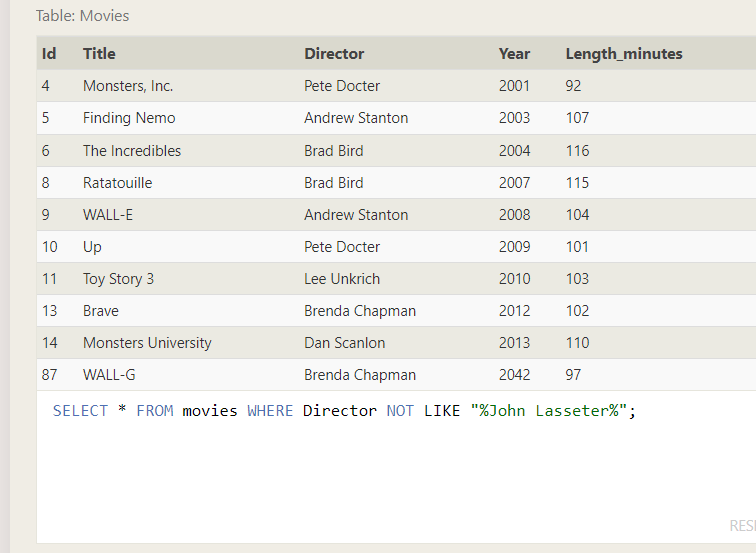 Table: Movies
Id Title Director Year Length_minutes
4 Monsters, Inc. Pete Docter 2001 92
5 Finding Nemo Andrew Stanton 2003 107
6 The Incredibles Brad Bird 2004 116
8 Ratatouille Brad Bird 2007 115
9 WALL-E Andrew Stanton 2008 104
10 Up Pete Docter 2009 101
11 Toy Story 3 Lee Unkrich 2010 103
13 Brave Brenda Chapman 2012 102
14 Monsters University Dan Scanlon 2013 110
87 WALL-G Brenda Chapman 2042 97
SELECT * FROM movies WHERE Director NOT LIKE "%John Lasseter%";